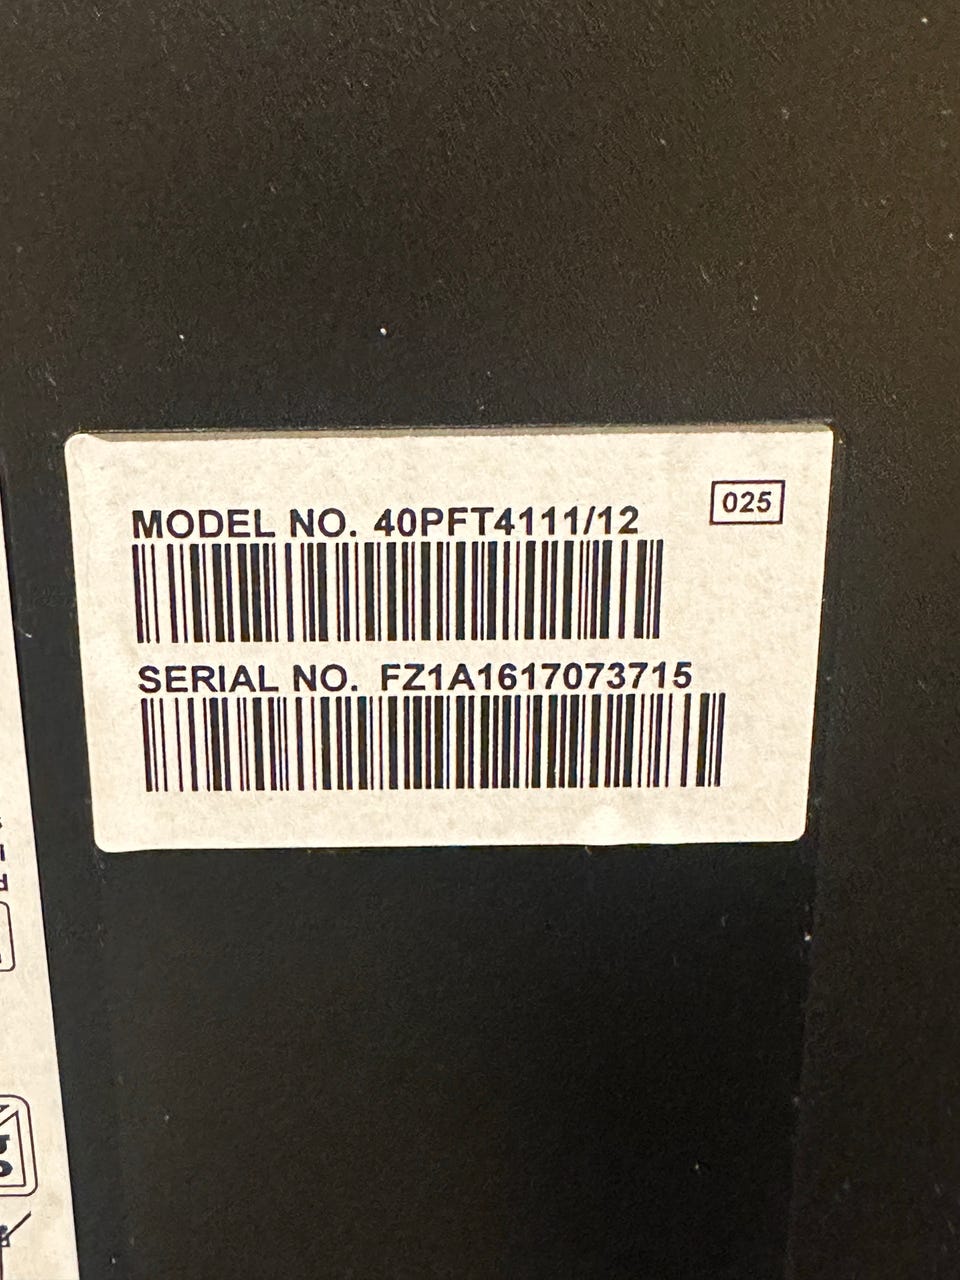 025
MODEL NO. 40PFT4111/12
SERIAL NO. FZ1A1617073715